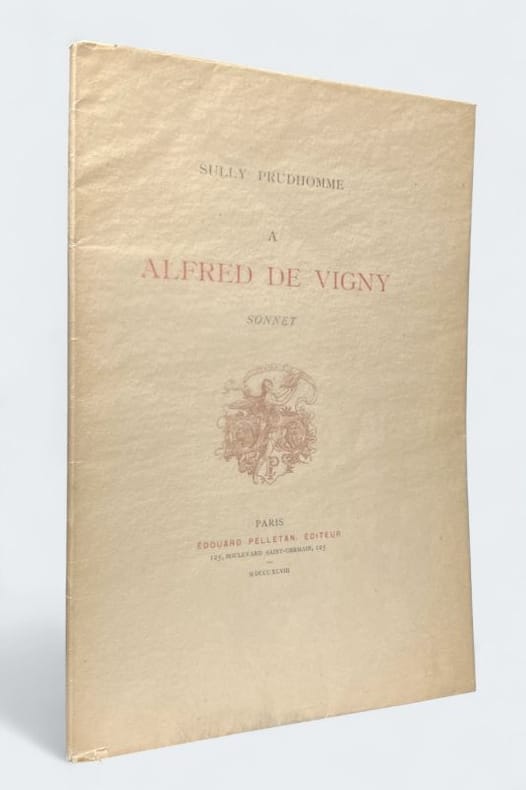 SULLY PRUDHOMME
A
ALFRED DE VIGNY
SONNET
PARIS
ÉDOUARD PELLETAN, ÉDITEUR
125, BOULEVARD SAINT-GERMAIN, 125
MDCCCXCVIII